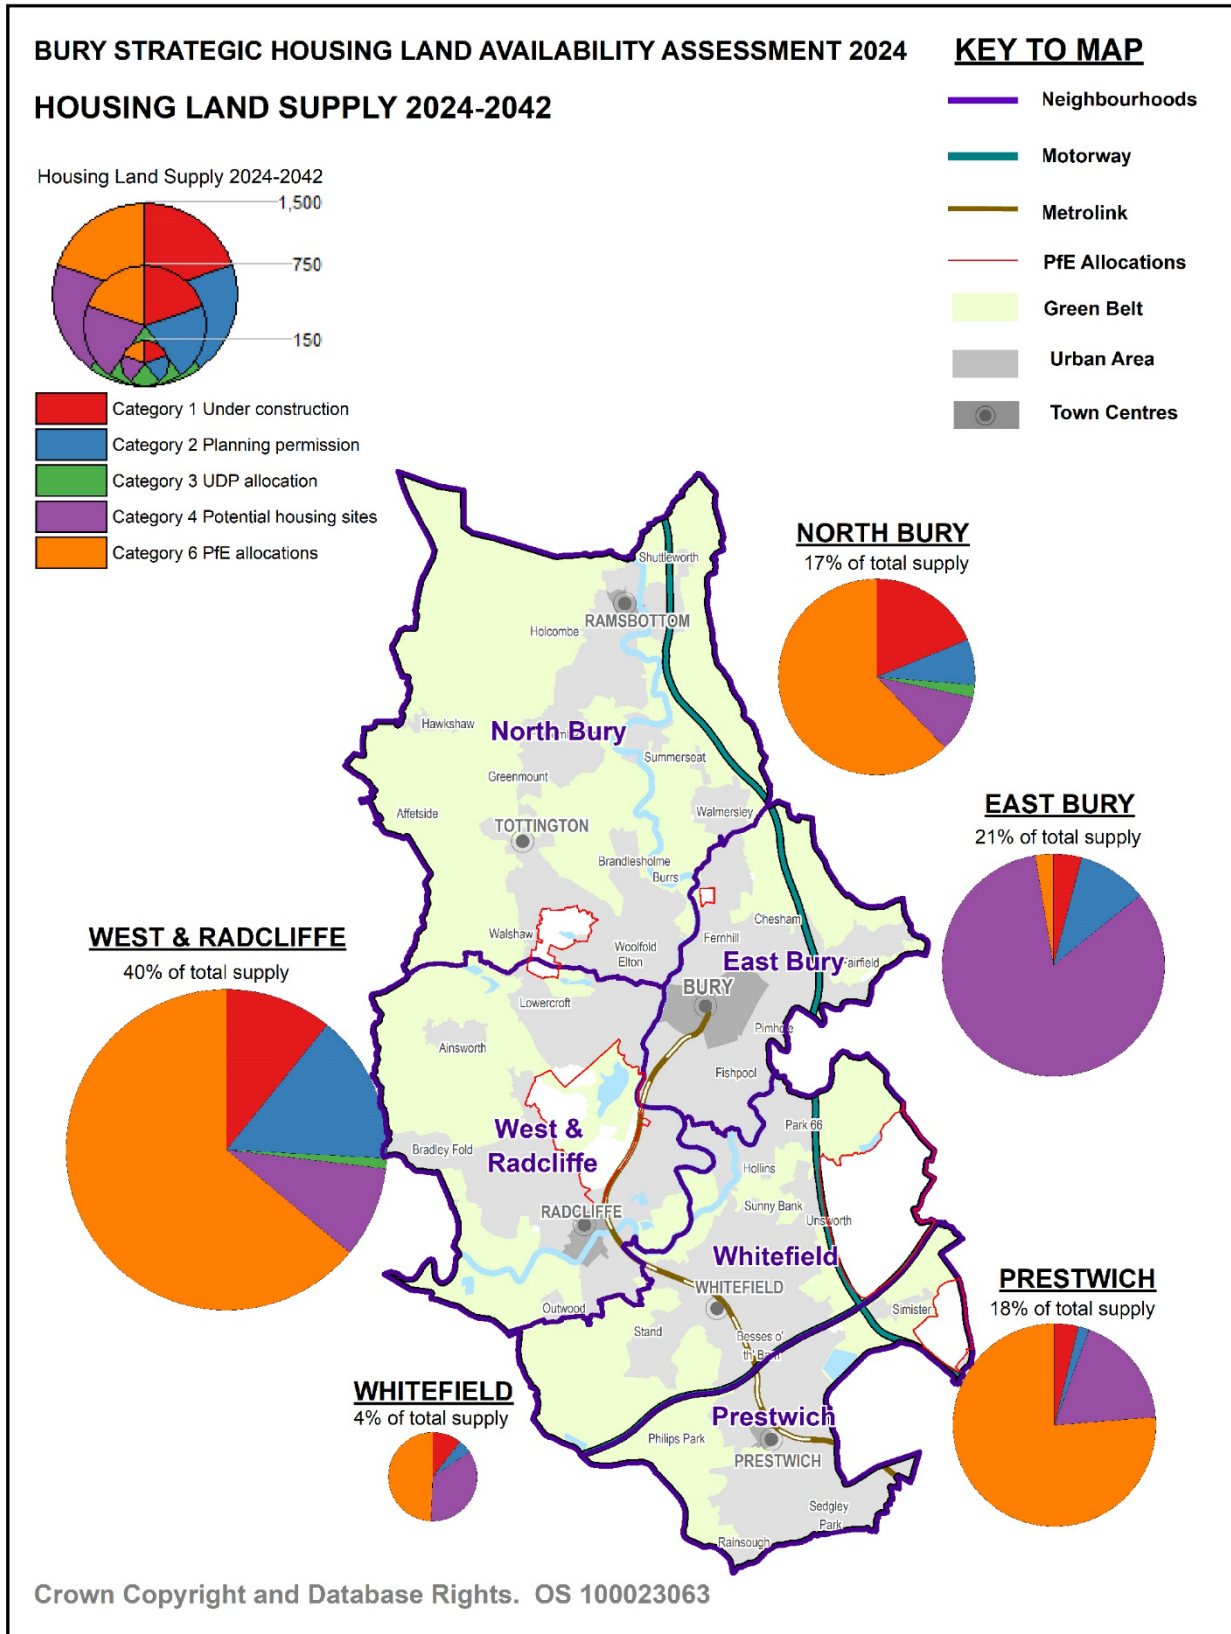 BURY STRATEGIC HOUSING LAND AVAILABILITY ASSESSMENT 2024
HOUSING LAND SUPPLY 2024-2042
Housing Land Supply 2024-2042
1,500
750
150
Category 1 Under construction
Category 2 Planning permission
Category 3 UDP allocation
Category 4 Potential housing sites
Category 6 PfE allocations
KEY TO MAP
Neighbourhoods
Motorway
Metrolink
PfE Allocations
Green Belt
Urban Area
Town Centres
NORTH BURY
17% of total supply
EAST BURY
21% of total supply
WEST & RADCLIFFE
40% of total supply
PRESTWICH
18% of total supply
WHITEFIELD
4% of total supply
Shuttleworth
RAMSBOTTOM
Holcombe
Hawkshaw
North Bury
Summerseat
Greenmount
Affetside
TOTTINGTON
Walmersley
Brandlesholme
Burrs
Chesham
Walshaw
Woolfold
Elton
Fernhill
East Bury
Fairfield
BURY
Lowercroft
Pimhole
Ainsworth
Fishpool
West &
Radcliffe
Park 66
Bradley Fold
Hollins
Sunny Bank
RADCLIFFE
Unsworth
Whitefield
WHITEFIELD
Simister
Outwood
Stand
Besses o'
th' Barn
Prestwich
Philips Park
PRESTWICH
Sedgley
Park
Rainsough
Crown Copyright and Database Rights. OS 100023063